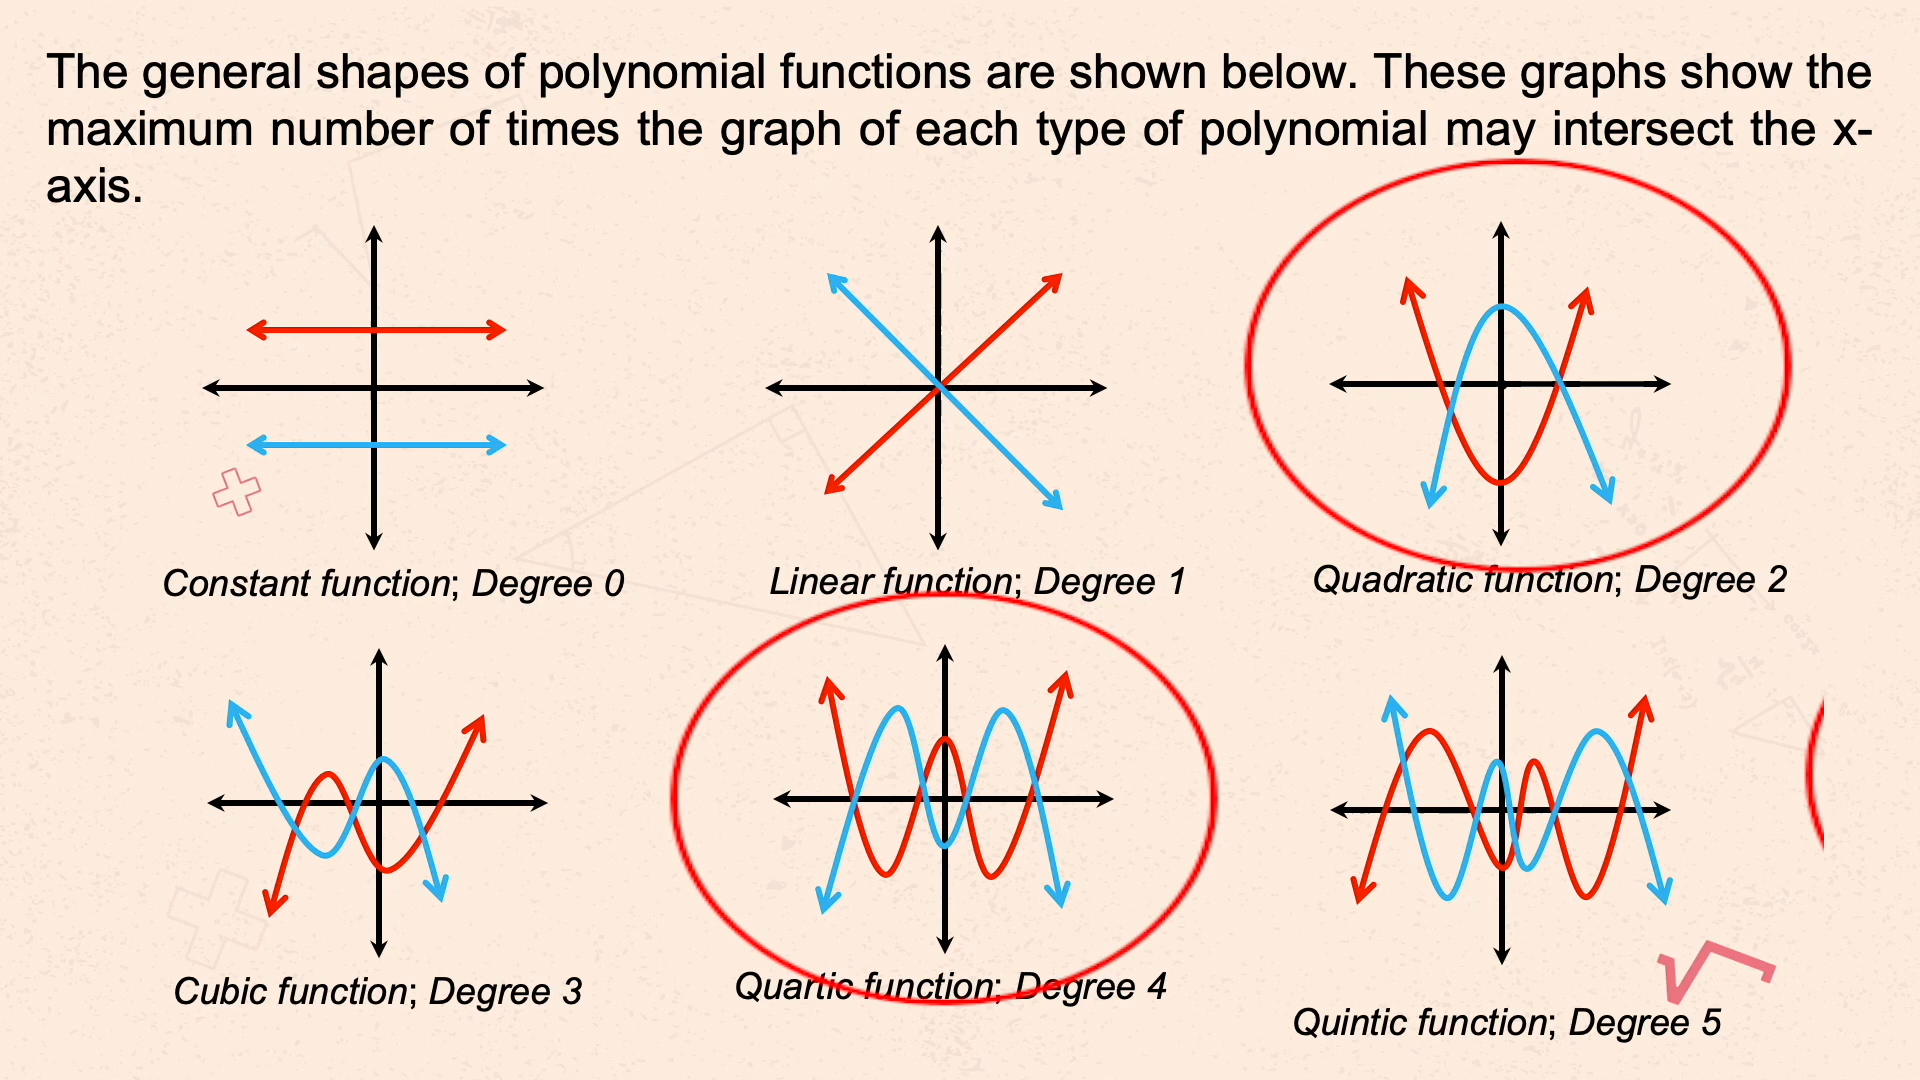 The general shapes of polynomial functions are shown below. These graphs show the
maximum number of times the graph of each type of polynomial may intersect the x-
axis.
Constant function; Degree 0
Linear function; Degree 1
Quadratic function; Degree 2
Cubic function; Degree 3
Quartic function; Degree 4
Quintic function; Degree 5